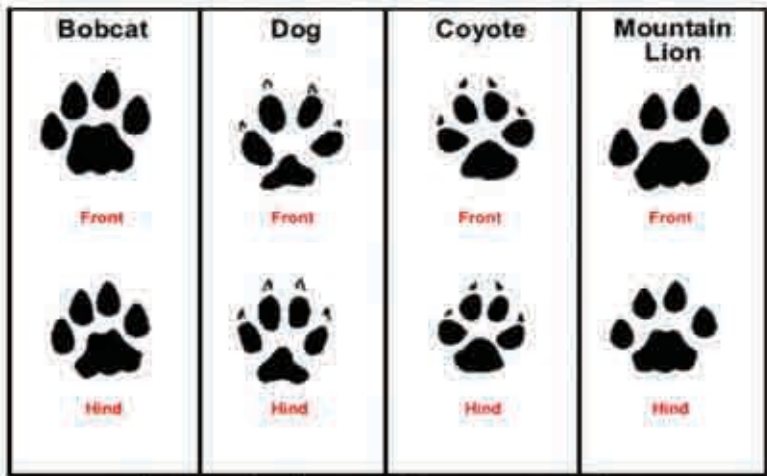 Bobcat
Dog
Coyote
Mountain
Lion
Front
Front
Front
Front
Hind
Hind
Hind
Hind